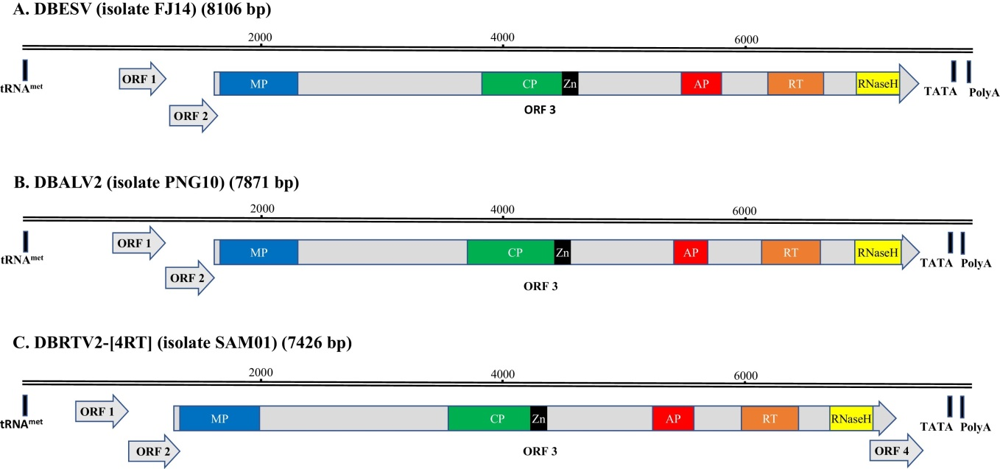 A. DBESV (isolate FJ14) (8106 bp)
2000 4000 6000
tRNAmet
ORF 1
MP CP Zn AP RT RNaseH
TATA PolyA
ORF 2
ORF 3
B. DBALV2 (isolate PNG10) (7871 bp)
2000 4000 6000
ORF 1
MP CP Zn AP RT RNaseH
tRNAmet
TATA PolyA
ORF 2
ORF 3
C. DBRTV2-[4RT] (isolate SAM01) (7426 bp)
2000 4000 6000
ORF 1
MP CP Zn AP RT RNaseH
tRNAmet
TATA PolyA
ORF 2
ORF 3
ORF 4